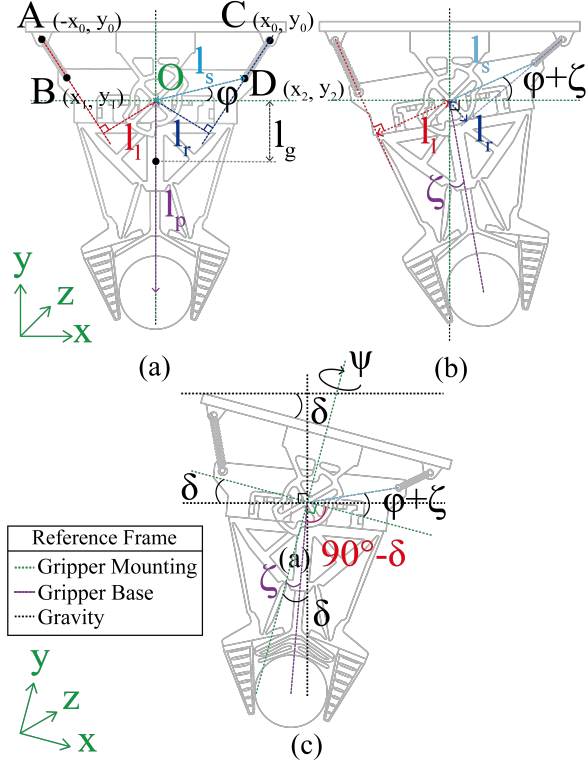 A (-x₀, y₀)
C (x₀, y₀)
B (x₁, y₁)
O
lₛ
D (x₂, y₂)
φ
lₗ
lᵣ
l_g
lₚ
y
z
x
(a)
lₛ
φ+ζ
lₗ
lᵣ
ζ
(b)
ψ
δ
δ
φ+ζ
(a)
90°-δ
ζ
δ
Reference Frame
Gripper Mounting
Gripper Base
Gravity
y
z
x
(c)